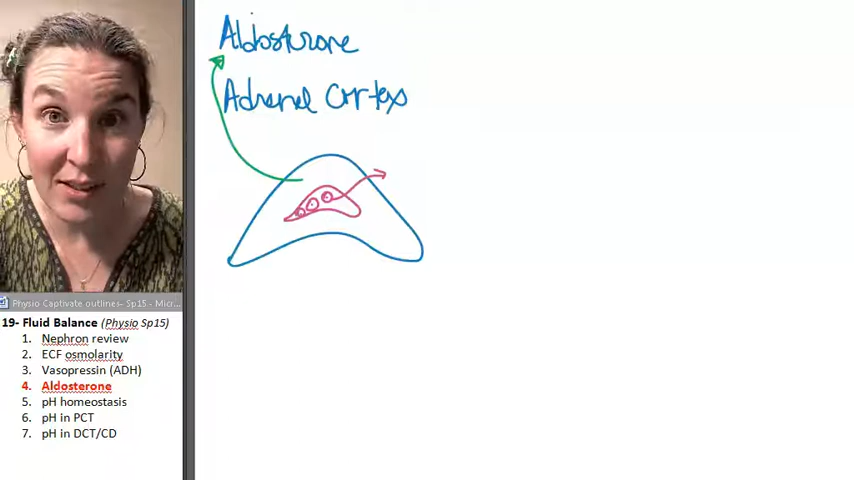 Aldosterone
Adrenal Cortex
Physio Captivate outlines- Sp15 - Micr...
19- Fluid Balance (Physio Sp15)
1. Nephron review
2. ECF osmolarity
3. Vasopressin (ADH)
4. Aldosterone
5. pH homeostasis
6. pH in PCT
7. pH in DCT/CD